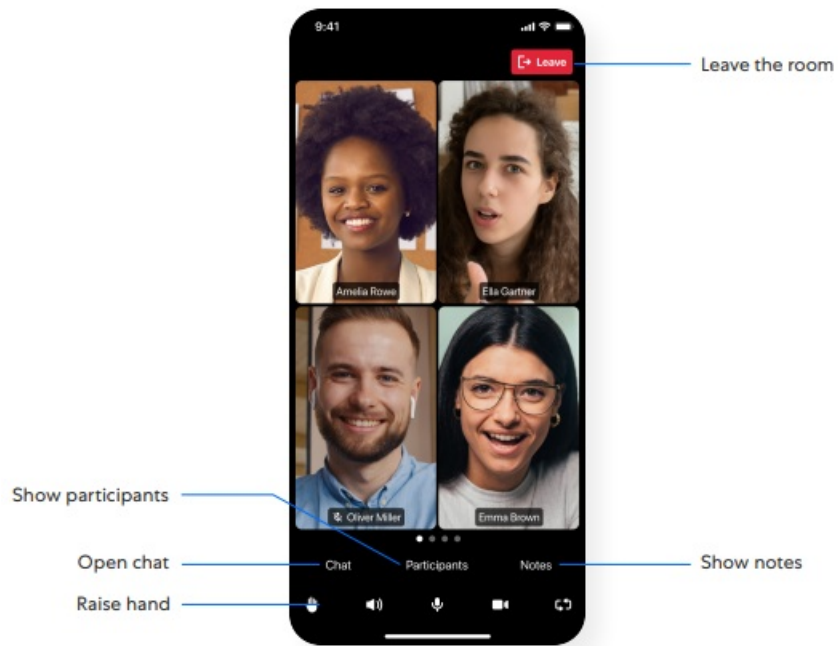 9:41
Leave
Leave the room
Amelia Rowe
Ella Gartner
Oliver Miller
Emma Brown
Show participants
Open chat
Chat
Participants
Notes
Show notes
Raise hand